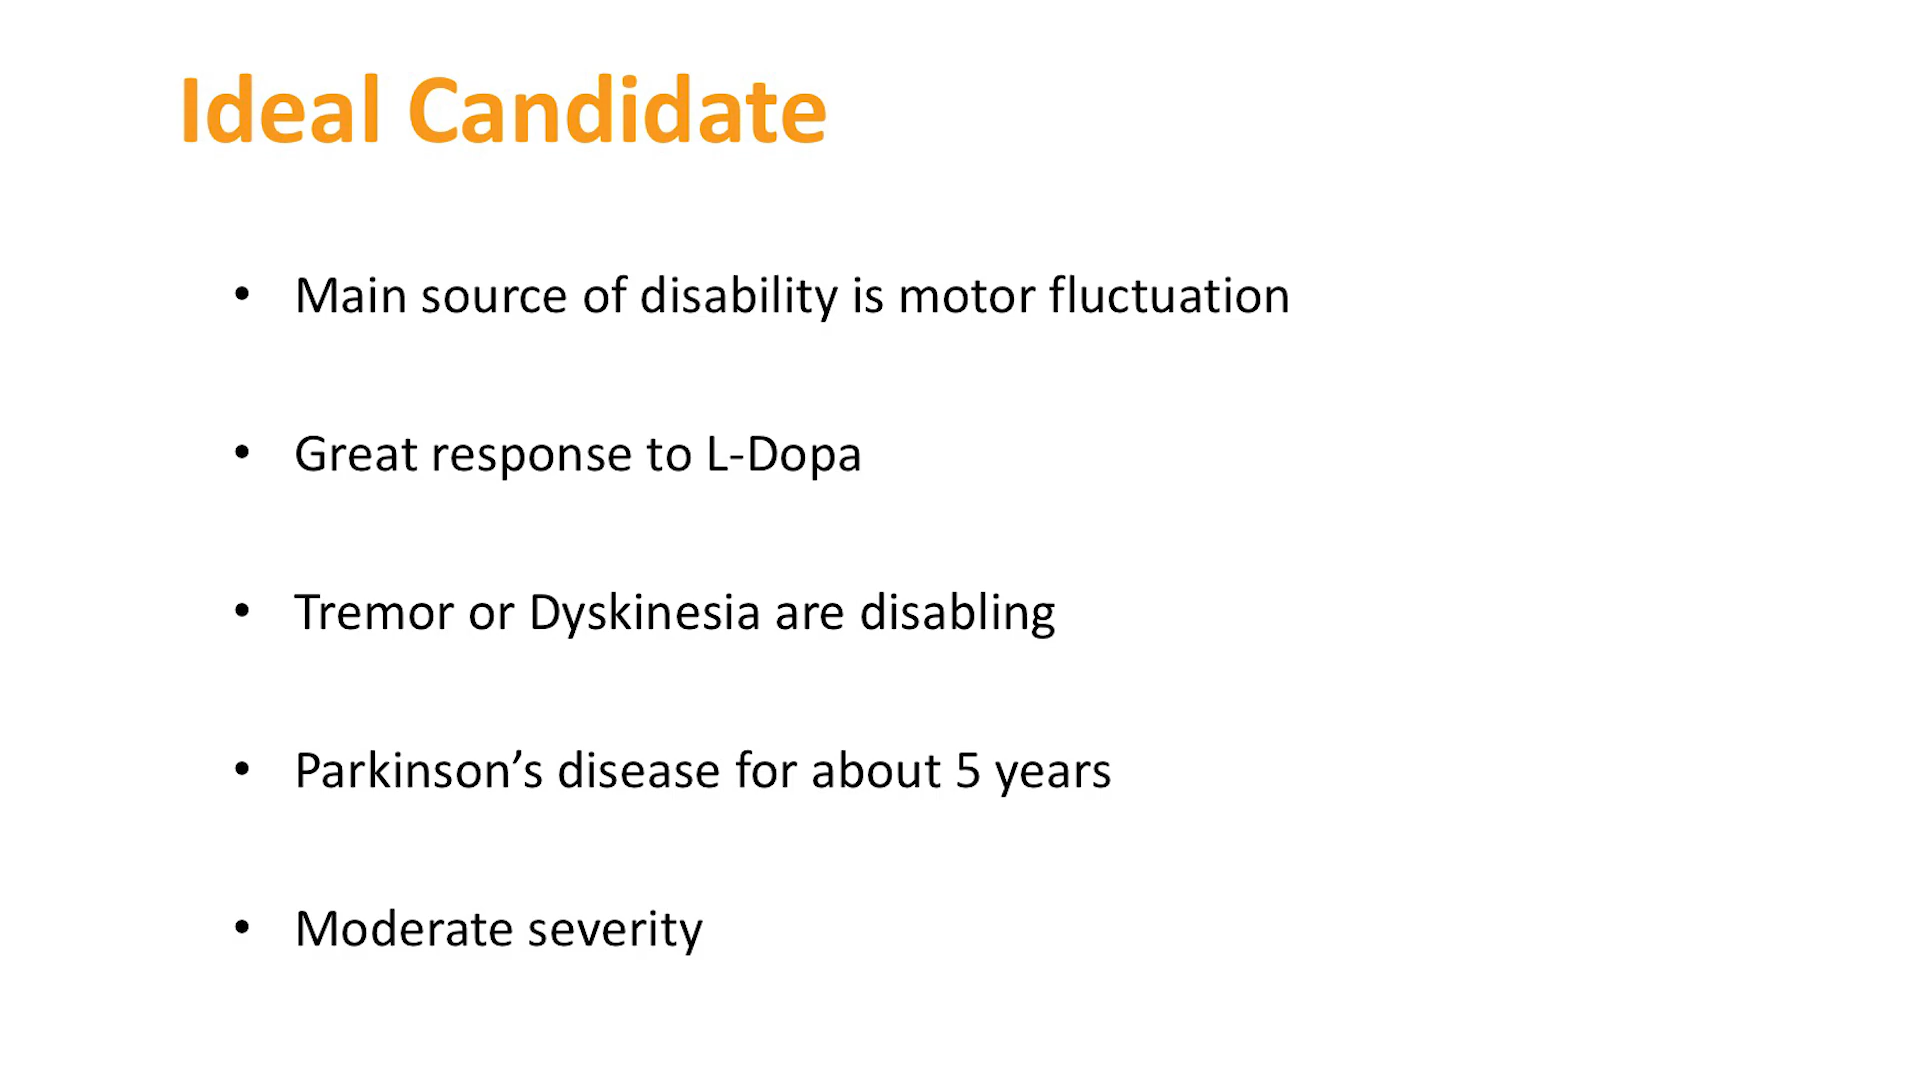 Ideal Candidate
• Main source of disability is motor fluctuation
• Great response to L-Dopa
• Tremor or Dyskinesia are disabling
• Parkinson’s disease for about 5 years
• Moderate severity